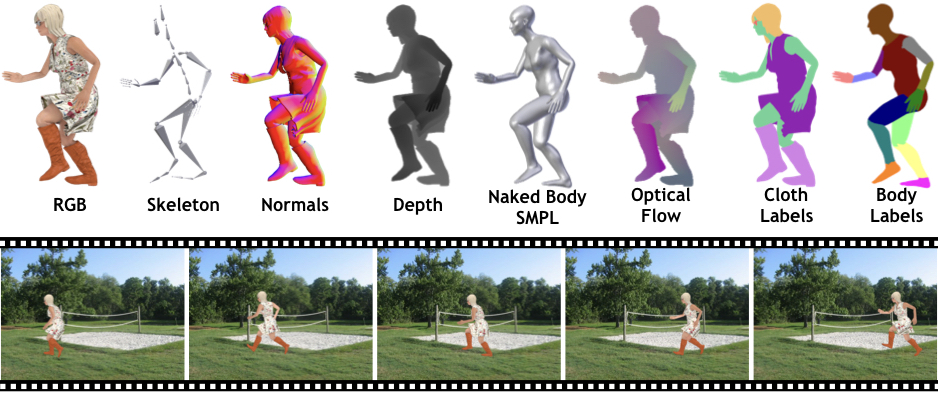 RGB
Skeleton
Normals
Depth
Naked Body
SMPL
Optical
Flow
Cloth
Labels
Body
Labels